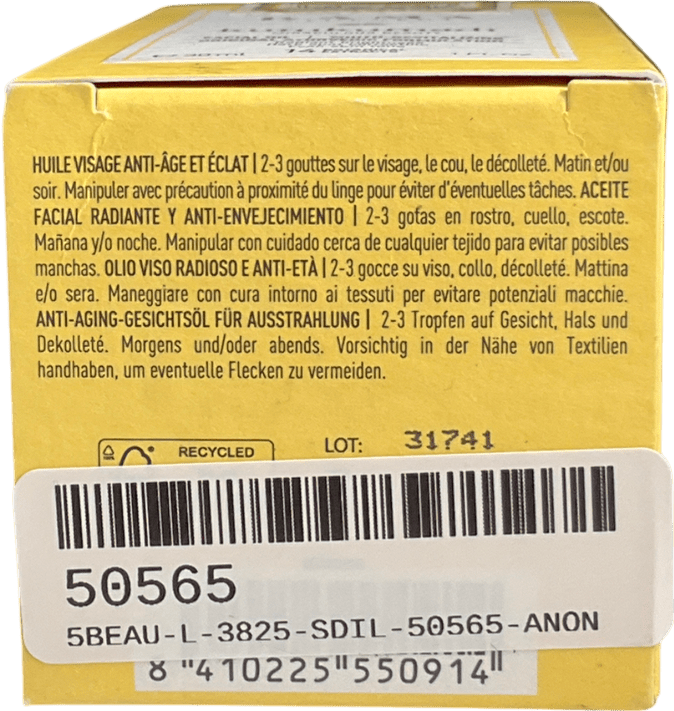 HUILE VISAGE ANTI-ÂGE ET ÉCLAT | 2-3 gouttes sur le visage, le cou, le décolleté. Matin et/ou
soir. Manipuler avec précaution à proximité du linge pour éviter d'éventuelles tâches. ACEITE
FACIAL RADIANTE Y ANTI-ENVEJECIMIENTO | 2-3 gotas en rostro, cuello, escote.
Mañana y/o noche. Manipular con cuidado cerca de cualquier tejido para evitar posibles
manchas. OLIO VISO RADIOSO E ANTI-ETÀ | 2-3 gocce su viso, collo, décolleté. Mattina
e/o sera. Maneggiare con cura intorno ai tessuti per evitare potenziali macchie.
ANTI-AGING-GESICHTSÖL FÜR AUSSTRAHLUNG | 2-3 Tropfen auf Gesicht, Hals und
Dekolleté. Morgens und/oder abends. Vorsichtig in der Nähe von Textilien
handhaben, um eventuelle Flecken zu vermeiden.
RECYCLED LOT: 31741
50565
5BEAU-L-3825-SDIL-50565-ANON
8 "410225"550914"